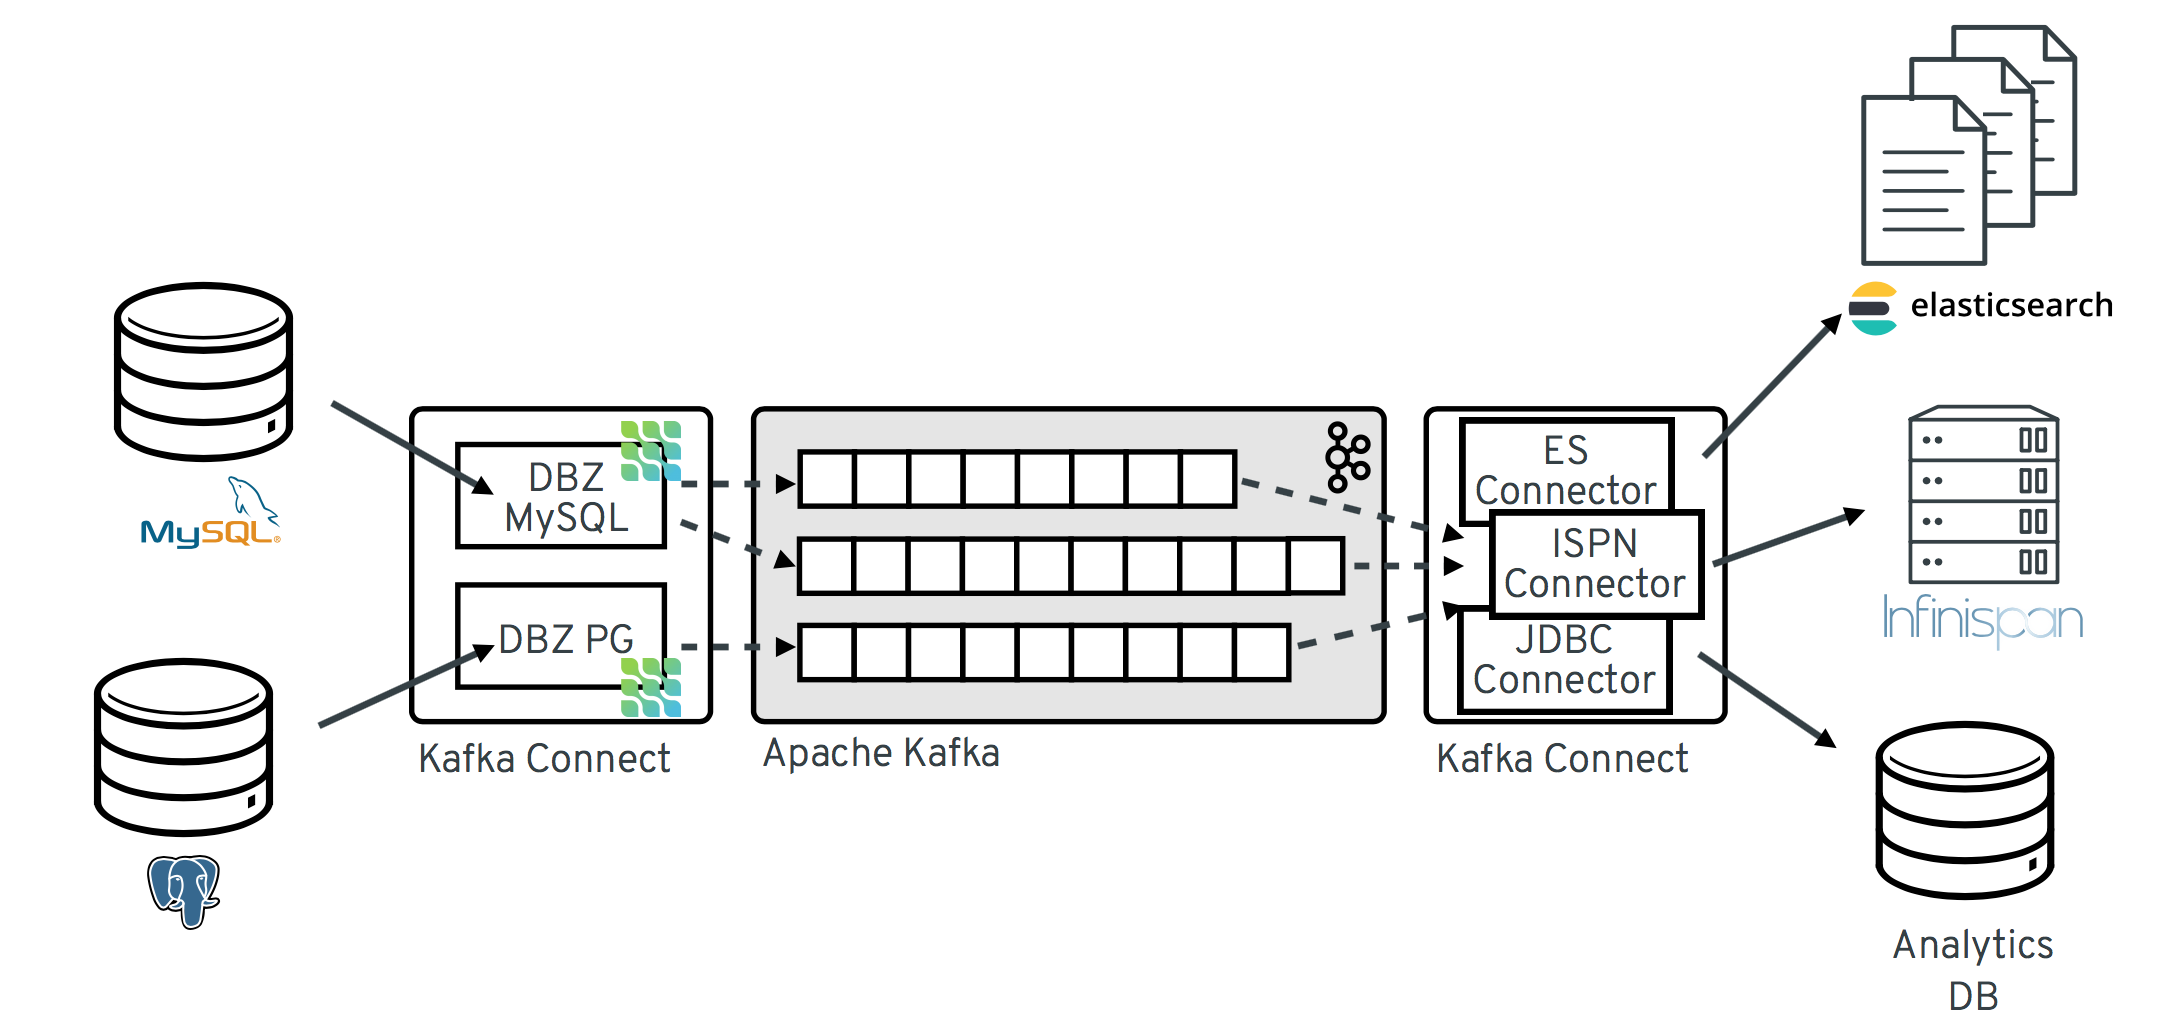 MySQL®
DBZ
MySQL
DBZ PG
Kafka Connect
Apache Kafka
ES
Connector
ISPN
Connector
JDBC
Connector
Kafka Connect
elasticsearch
Infinispan
Analytics
DB